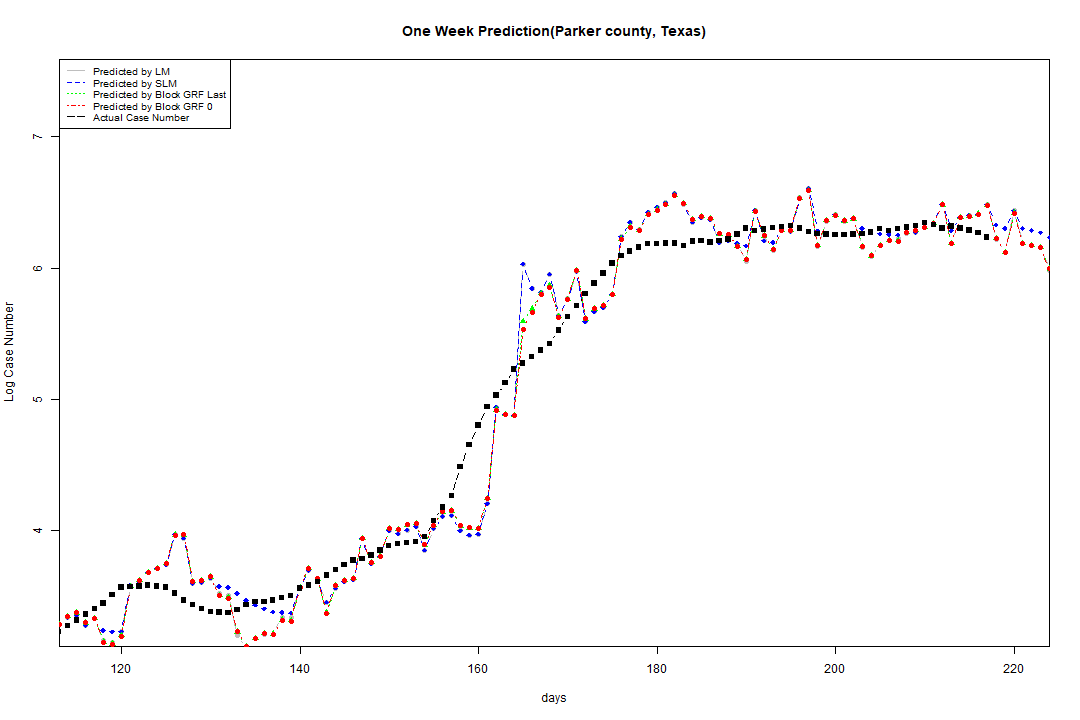 One Week Prediction(Parker county, Texas)
Predicted by LM
Predicted by SLM
Predicted by Block GRF Last
Predicted by Block GRF 0
Actual Case Number
7
6
5
4
Log Case Number
120 140 160 180 200 220
days